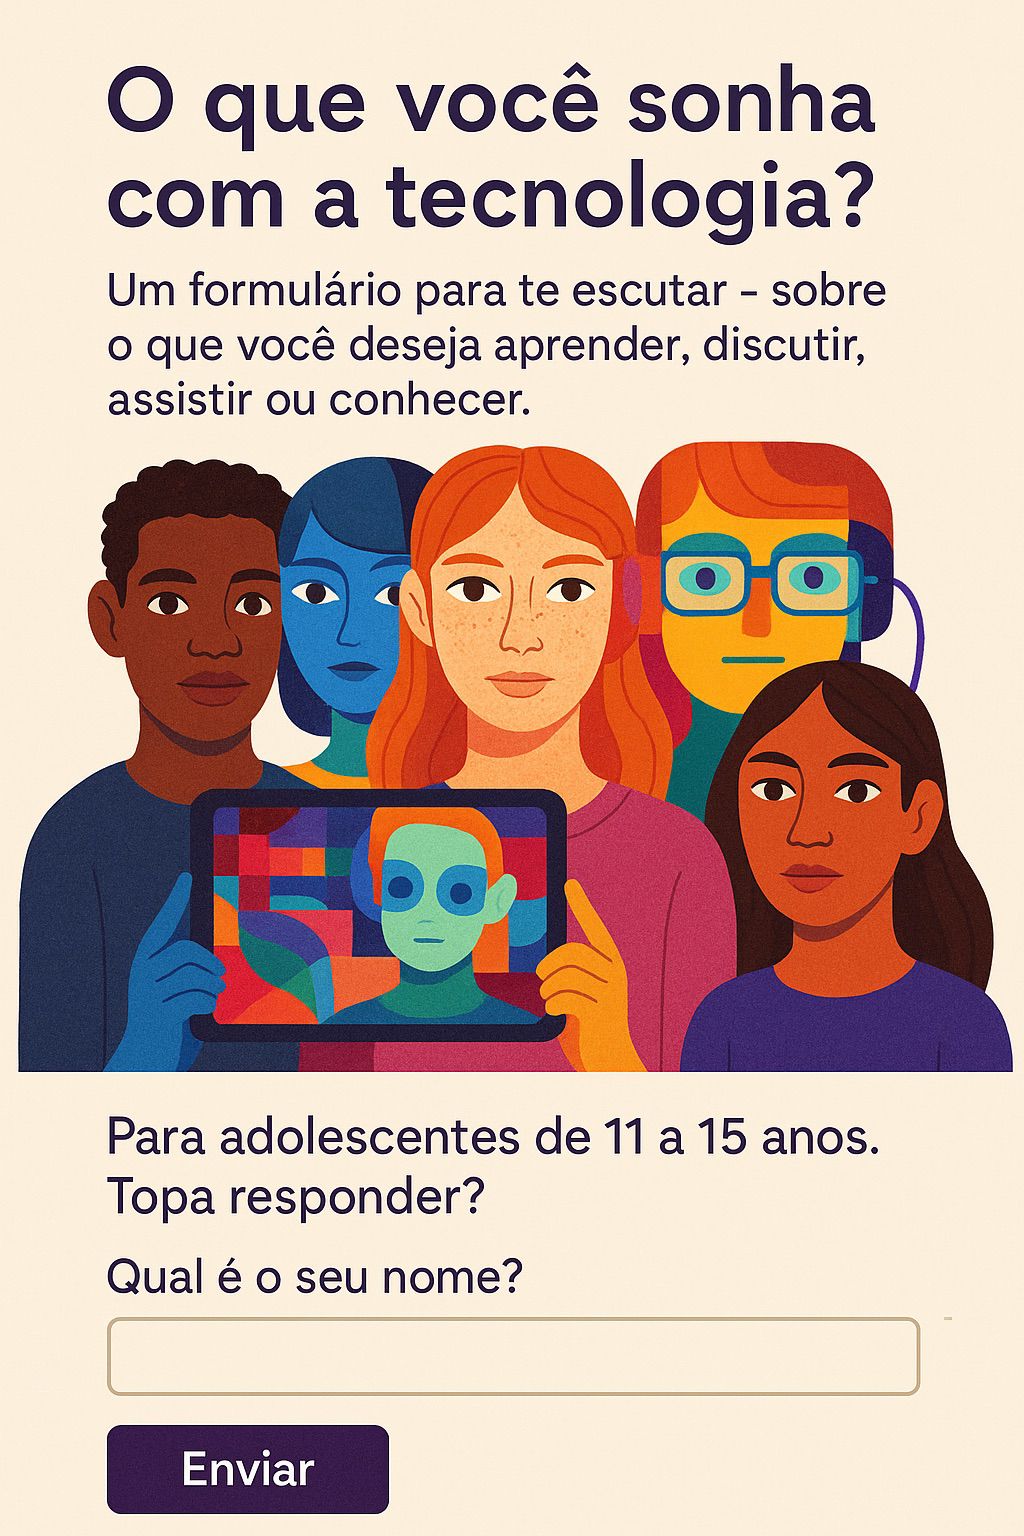 O que você sonha
com a tecnologia?
Um formulário para te escutar – sobre
o que você deseja aprender, discutir,
assistir ou conhecer.
Para adolescentes de 11 a 15 anos.
Topa responder?
Qual é o seu nome?
Enviar